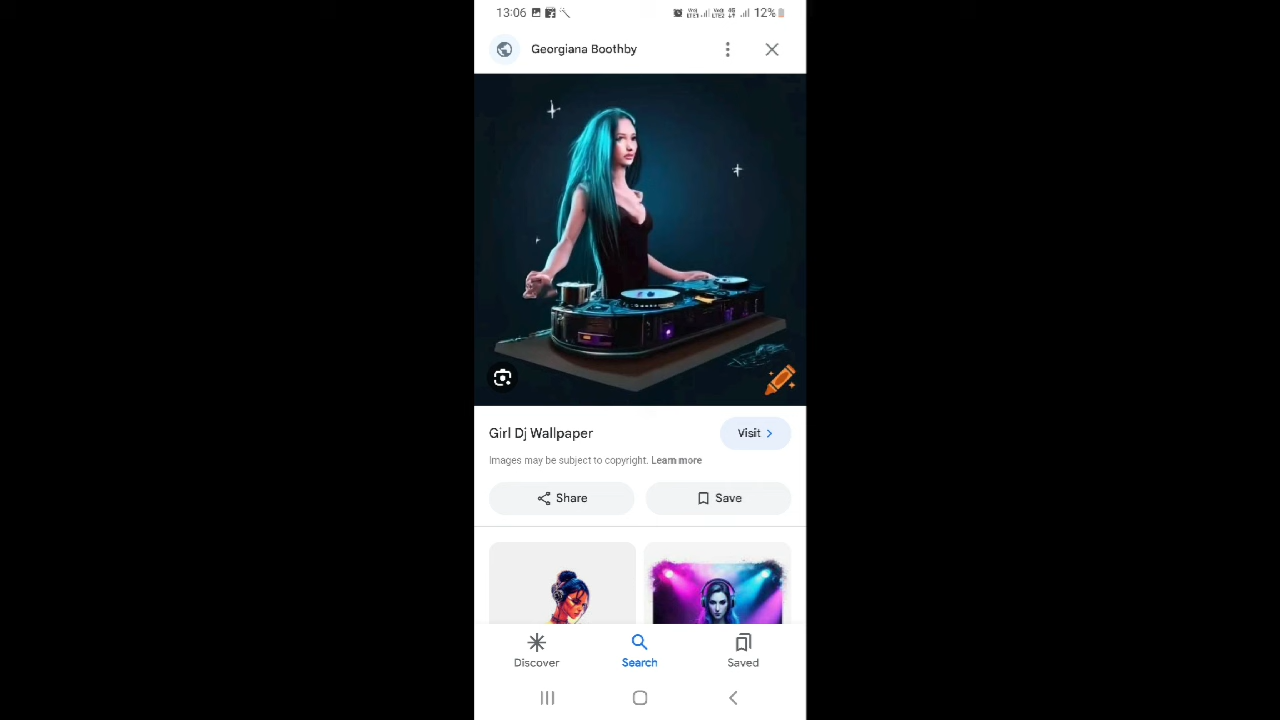 13:06
12%
Georgiana Boothby
Girl Dj Wallpaper
Visit
Images may be subject to copyright. Learn more
Share
Save
Discover
Search
Saved